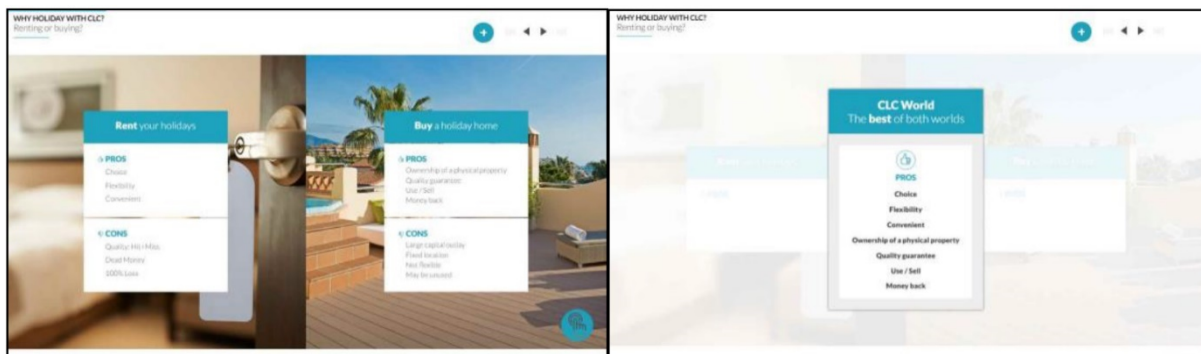 WHY HOLIDAY WITH CLC?
Renting or buying?
Rent your holidays
PROS
Choice
Flexibility
Convenient
CONS
Quality: Hit + Miss
Dead Money
100% Loss
Buy a holiday home
PROS
Ownership of a physical property
Quality guarantee
Use / Sell
Money back
CONS
Large capital outlay
Fixed location
Not flexible
May be unused
WHY HOLIDAY WITH CLC?
Renting or buying?
CLC World
The best of both worlds
PROS
Choice
Flexibility
Convenient
Ownership of a physical property
Quality guarantee
Use / Sell
Money back